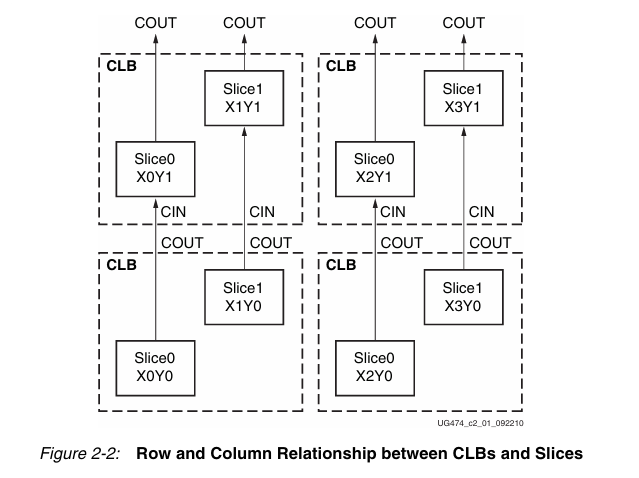 COUT COUT COUT COUT
CLB
Slice1
X1Y1
Slice0
X0Y1
CIN CIN
COUT COUT
CLB
Slice1
X3Y1
Slice0
X2Y1
CIN CIN
COUT COUT
CLB
Slice1
X1Y0
Slice0
X0Y0
CLB
Slice1
X3Y0
Slice0
X2Y0
UG474_c2_01_092210
Figure 2-2: Row and Column Relationship between CLBs and Slices